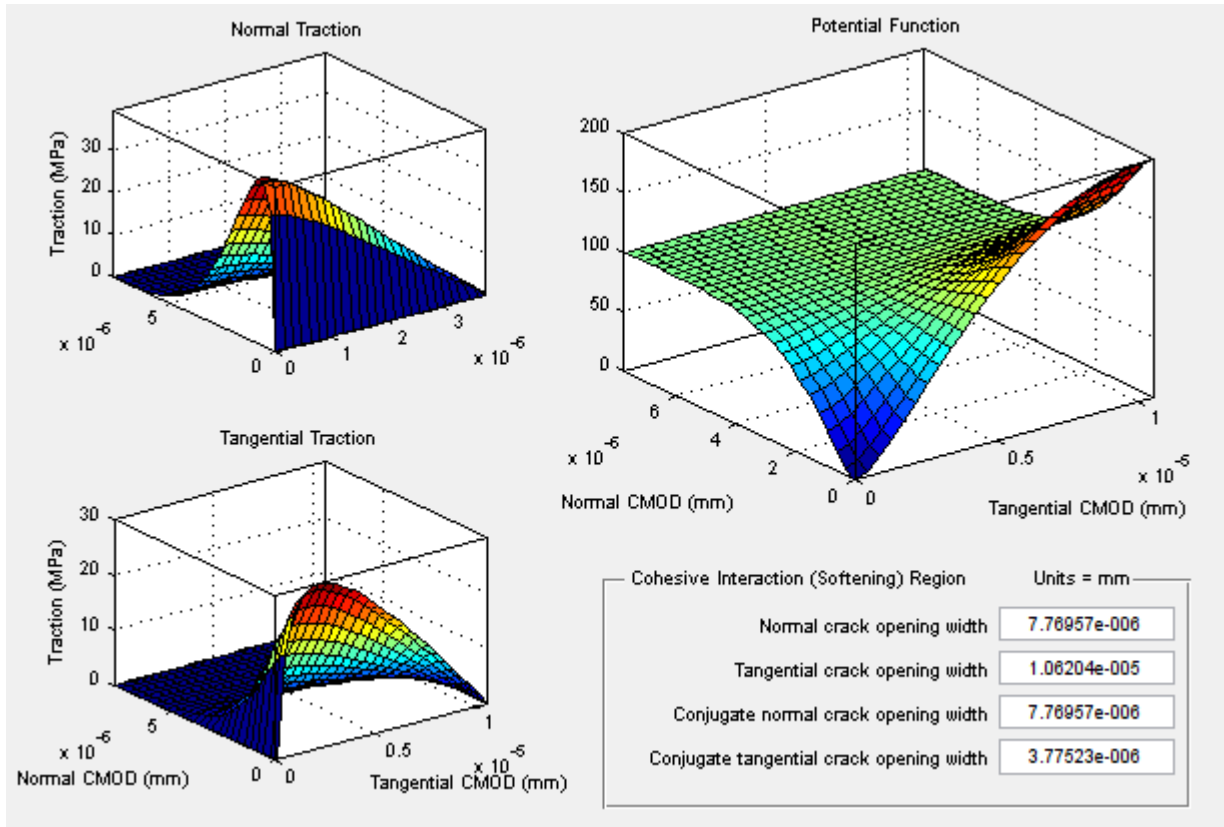 Normal Traction
Traction (MPa)
30
20
10
0
5
x 10^-6
0
0
1
2
3
x 10^-6
Potential Function
200
150
100
50
0
6
4
2
0
x 10^-6
Normal CMOD (mm)
0
0.5
1
x 10^-5
Tangential CMOD (mm)
Tangential Traction
Traction (MPa)
30
20
10
0
5
x 10^-6
0
Normal CMOD (mm)
0
0.5
1
x 10^-5
Tangential CMOD (mm)
Cohesive Interaction (Softening) Region Units = mm
Normal crack opening width 7.76957e-006
Tangential crack opening width 1.06204e-005
Conjugate normal crack opening width 7.76957e-006
Conjugate tangential crack opening width 3.77523e-006